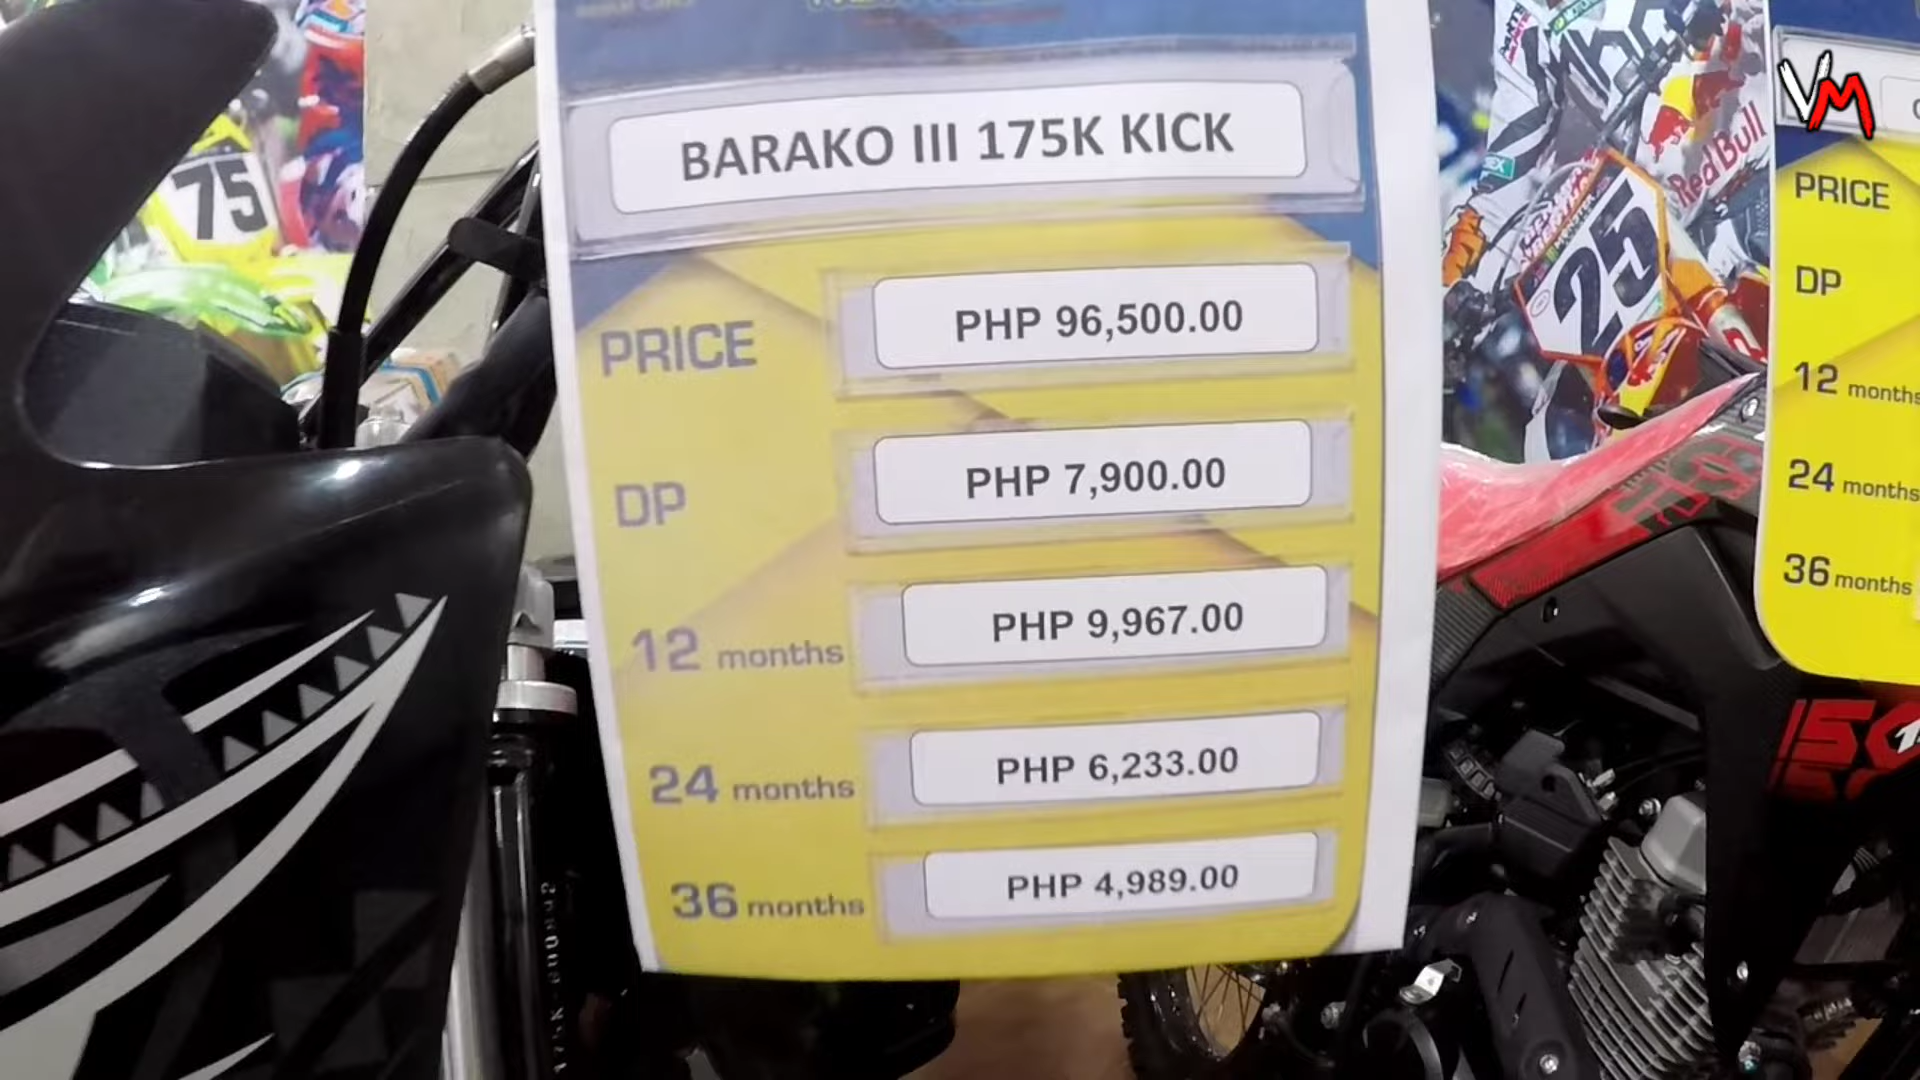 BARAKO III 175K KICK
PRICE PHP 96,500.00
DP PHP 7,900.00
12 months PHP 9,967.00
24 months PHP 6,233.00
36 months PHP 4,989.00
VM
PRICE
DP
12 months
24 months
36 months
75
25
Red Bull
150